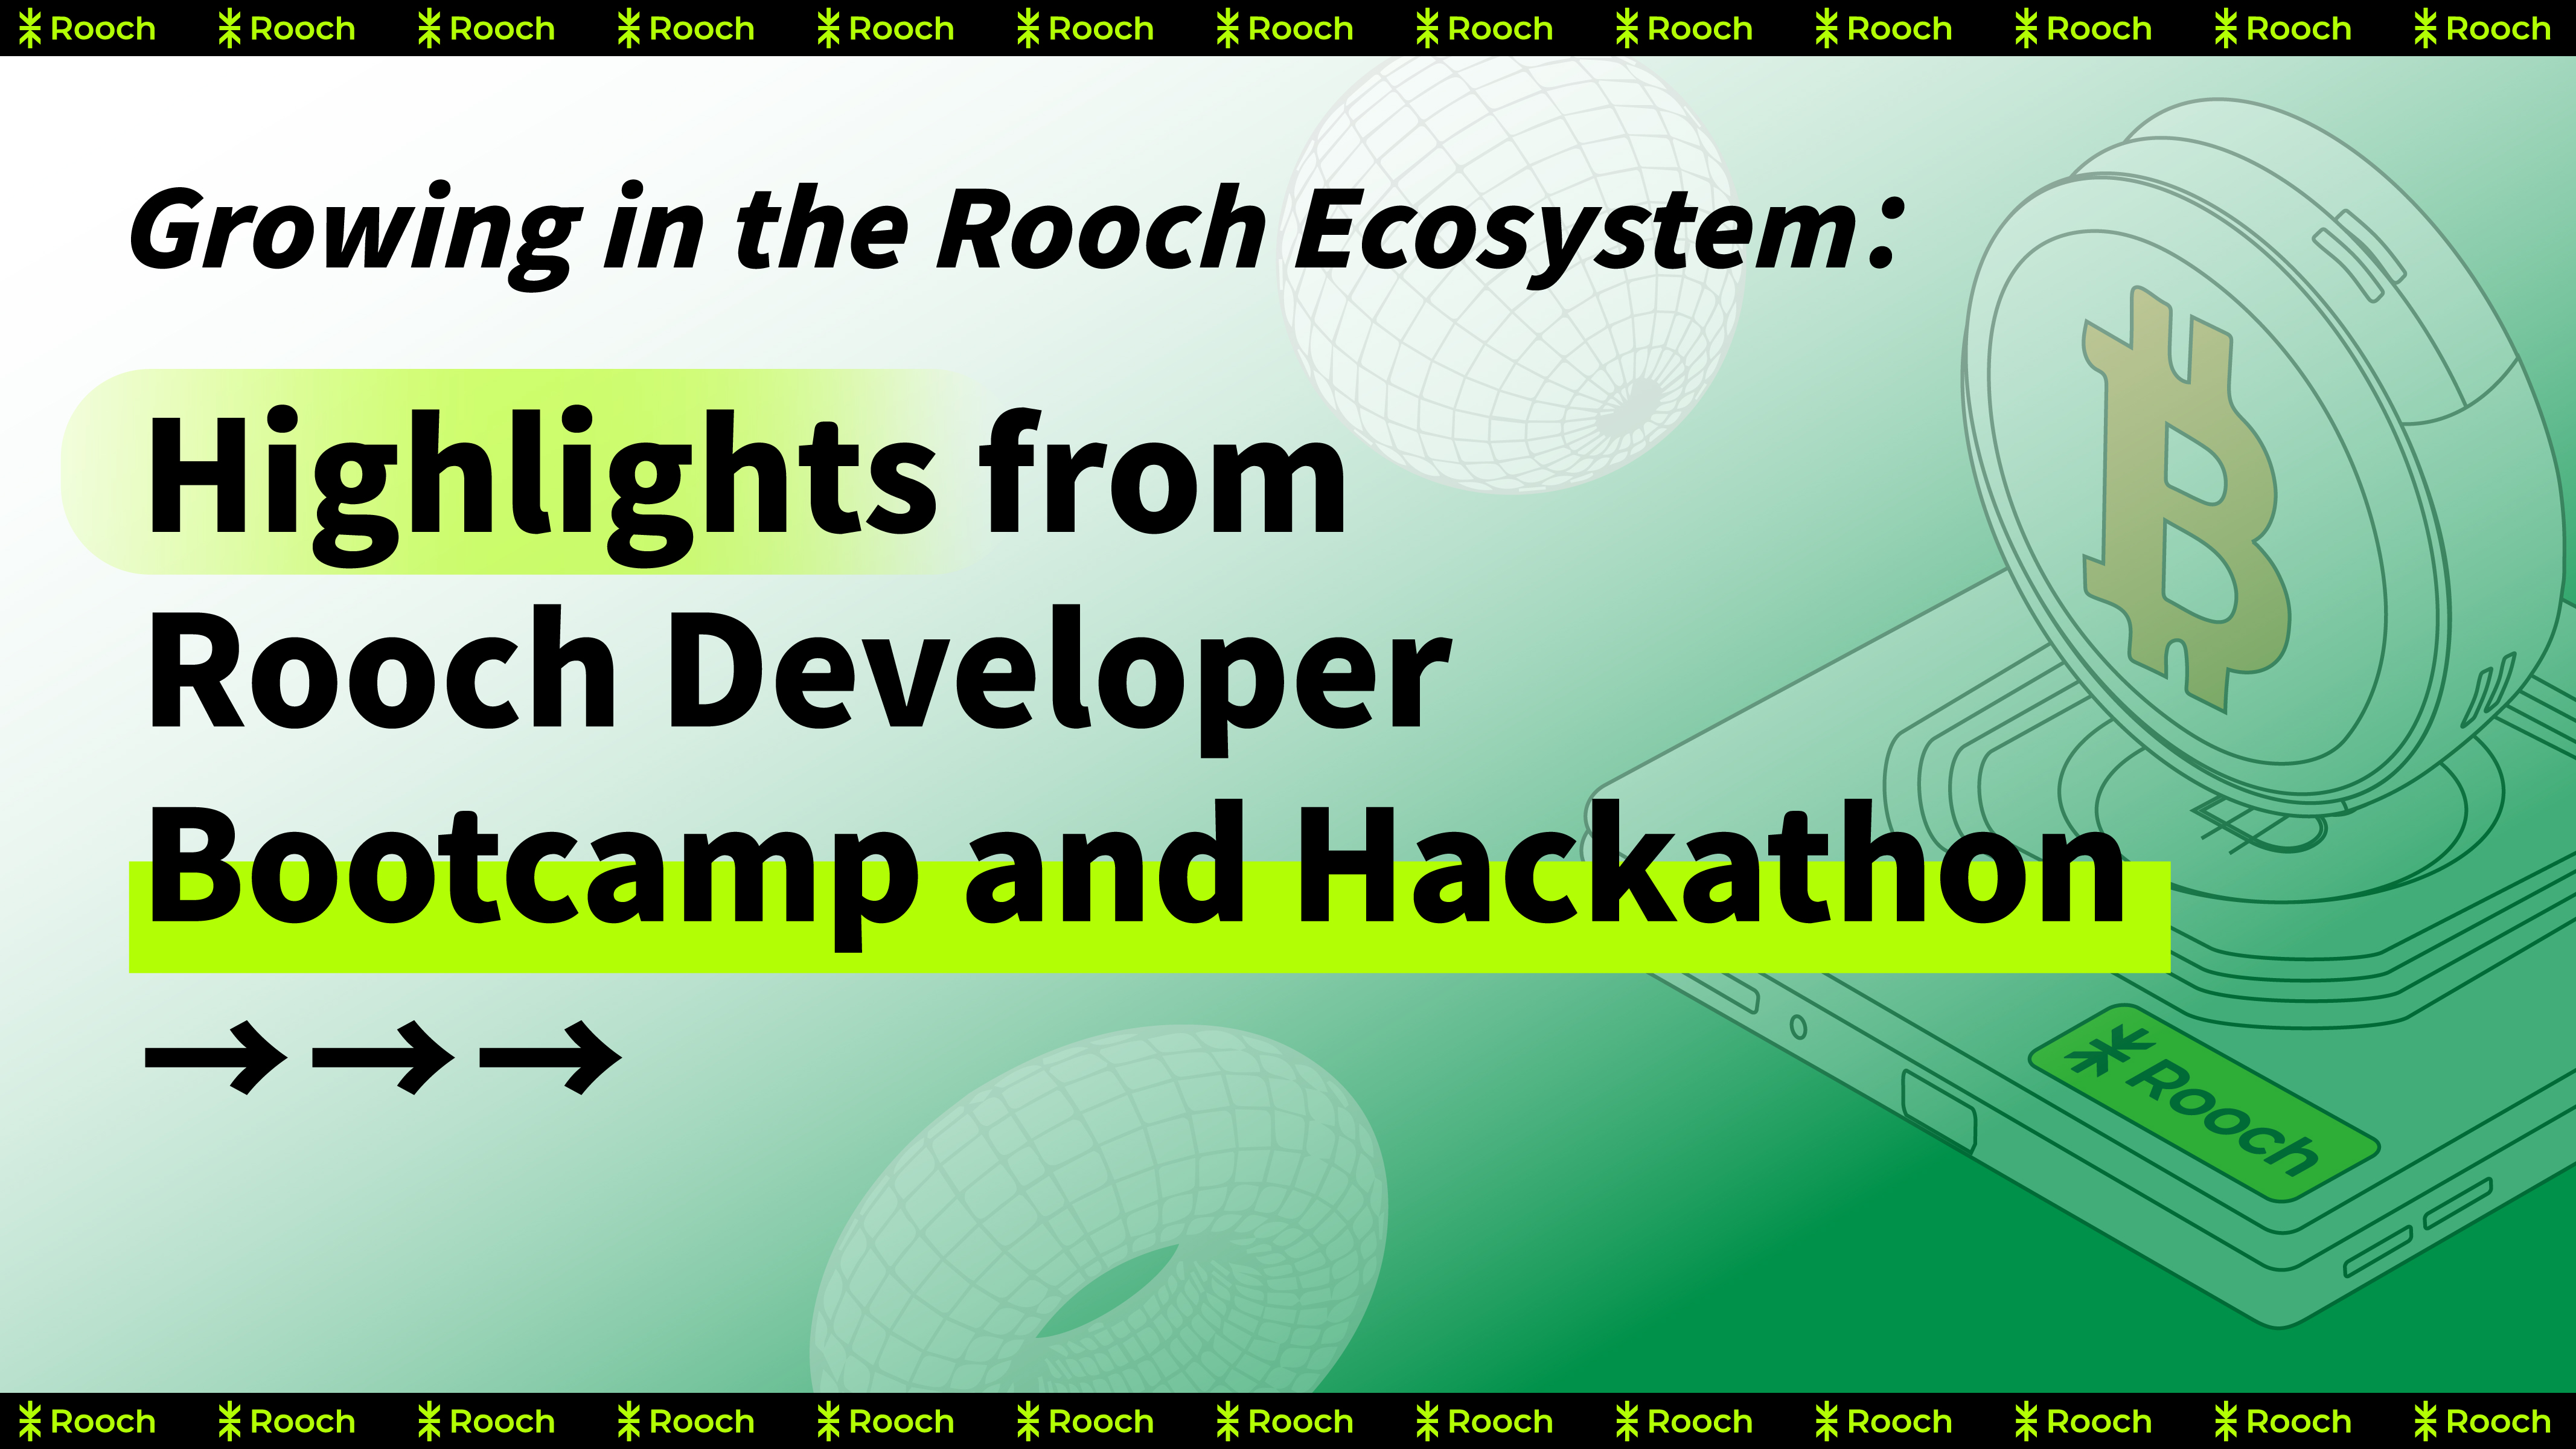 Rooch Rooch Rooch Rooch Rooch Rooch Rooch Rooch Rooch Rooch Rooch Rooch Rooch
Growing in the Rooch Ecosystem:
Highlights from
Rooch Developer
Bootcamp and Hackathon
→→→
Rooch
Rooch Rooch Rooch Rooch Rooch Rooch Rooch Rooch Rooch Rooch Rooch Rooch Rooch